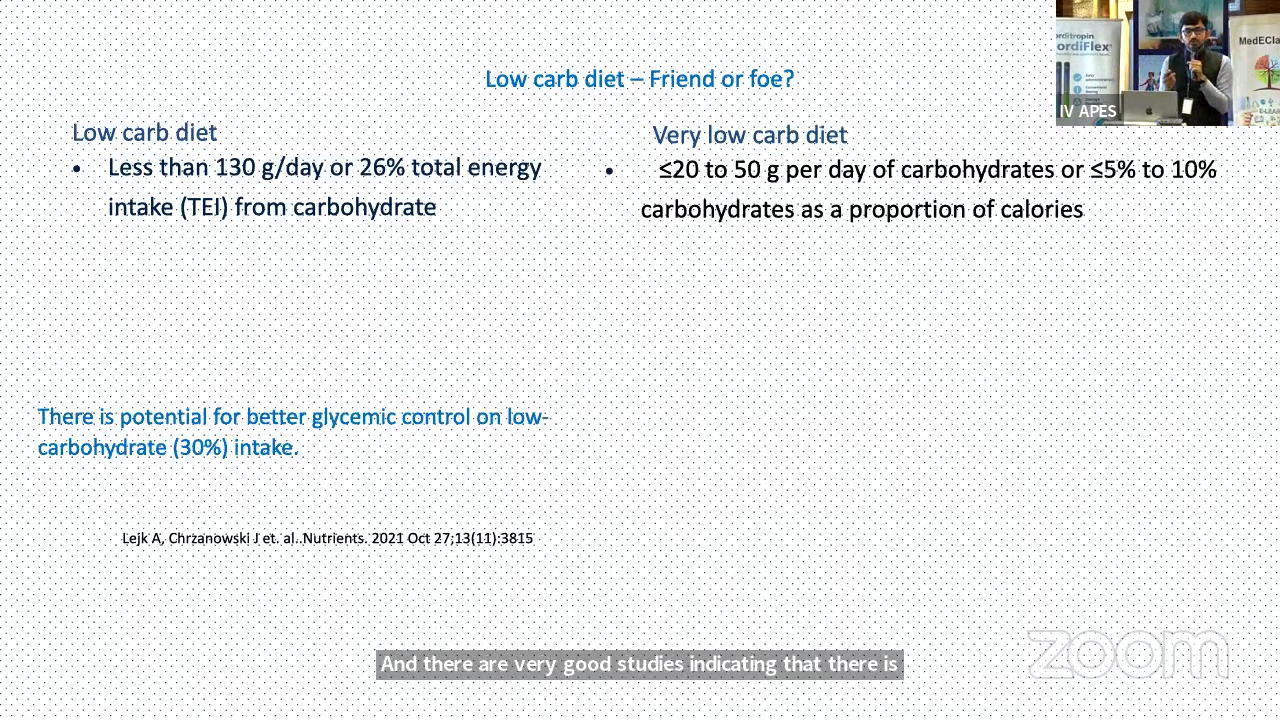 Low carb diet – Friend or foe?
Low carb diet
• Less than 130 g/day or 26% total energy
intake (TEI) from carbohydrate
Very low carb diet
• ≤20 to 50 g per day of carbohydrates or ≤5% to 10%
carbohydrates as a proportion of calories
There is potential for better glycemic control on low-
carbohydrate (30%) intake.
Lejk A, Chrzanowski J et. al..Nutrients. 2021 Oct 27;13(11):3815
And there are very good studies indicating that there is
zoom
IV APES
MedECla